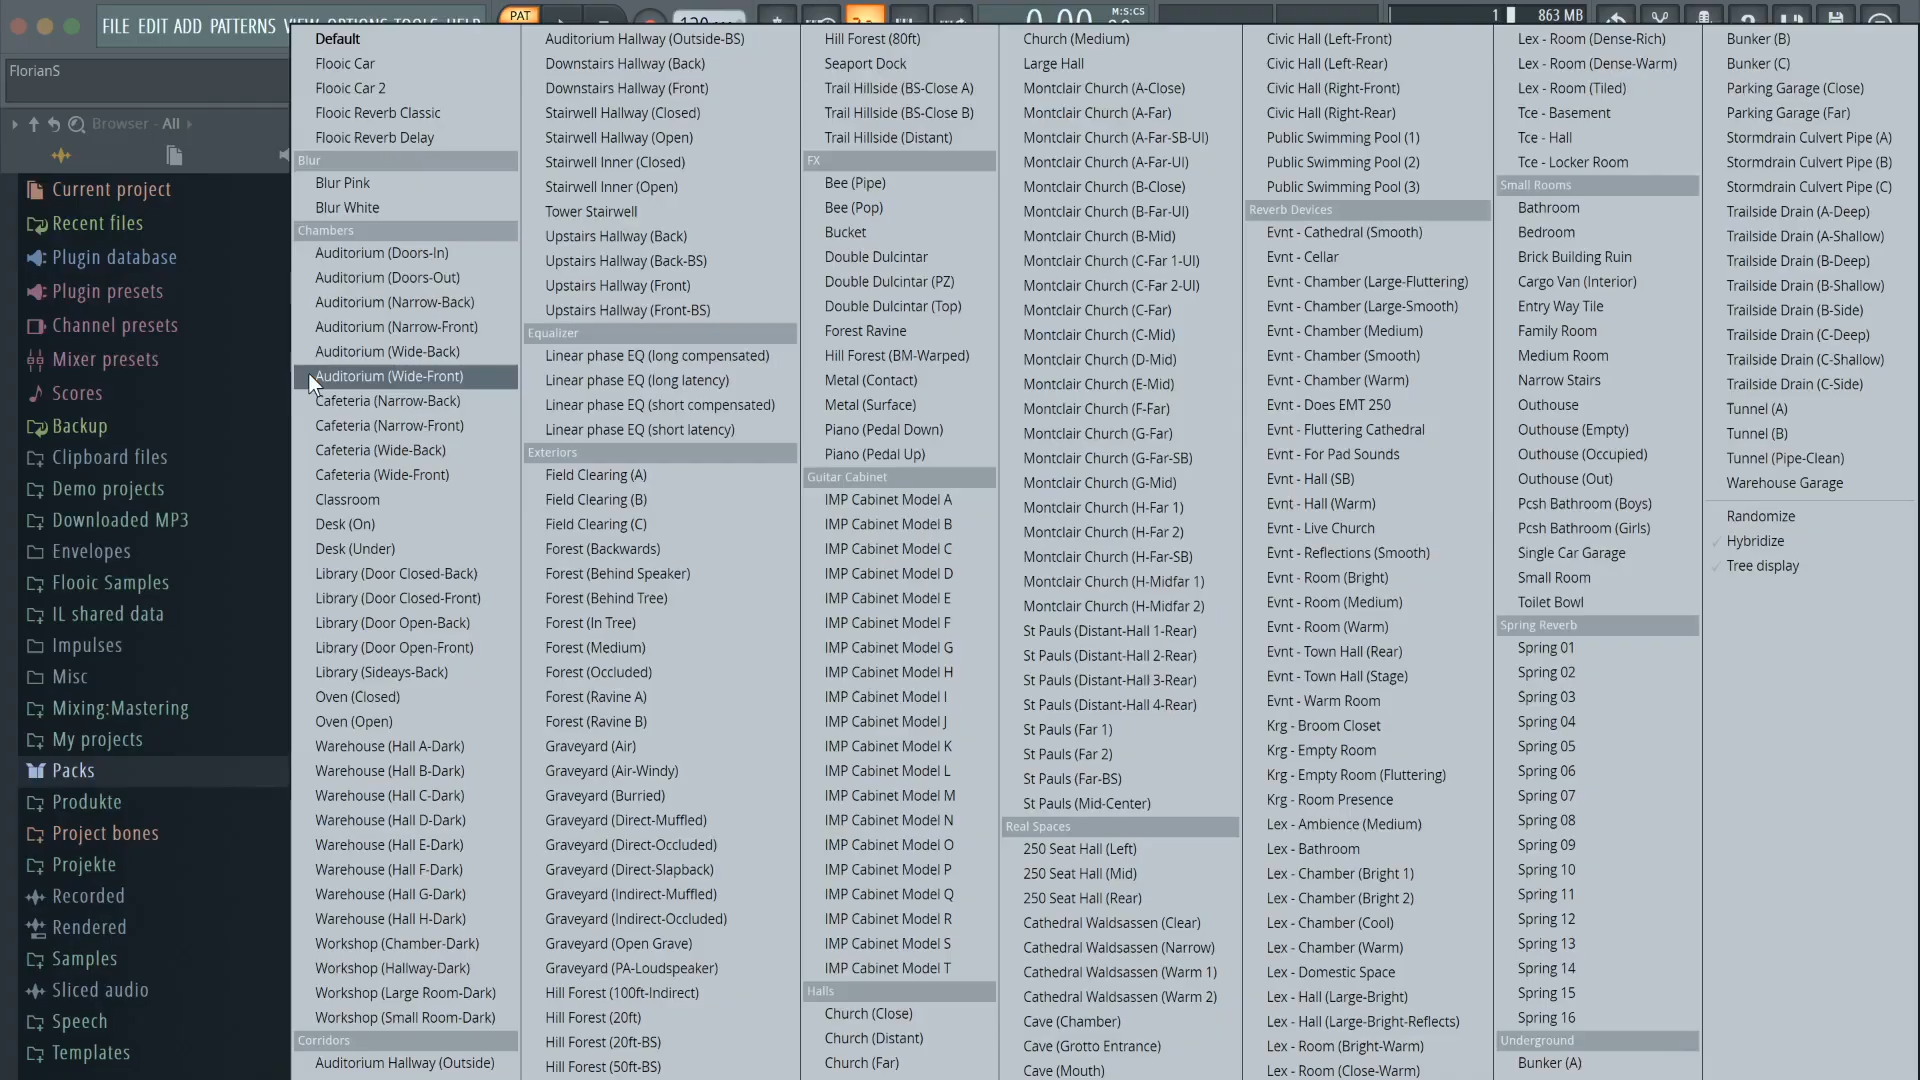 FILE EDIT ADD PATTERNS
PAT
M:S:CS
1
863 MB
FlorianS
Browser - All
Current project
Recent files
Plugin database
Plugin presets
Channel presets
Mixer presets
Scores
Backup
Clipboard files
Demo projects
Downloaded MP3
Envelopes
Flooic Samples
IL shared data
Impulses
Misc
Mixing:Mastering
My projects
Packs
Produkte
Project bones
Projekte
Recorded
Rendered
Samples
Sliced audio
Speech
Templates
Default
Flooic Car
Flooic Car 2
Flooic Reverb Classic
Flooic Reverb Delay
Blur
Blur Pink
Blur White
Chambers
Auditorium (Doors-In)
Auditorium (Doors-Out)
Auditorium (Narrow-Back)
Auditorium (Narrow-Front)
Auditorium (Wide-Back)
Auditorium (Wide-Front)
Cafeteria (Narrow-Back)
Cafeteria (Narrow-Front)
Cafeteria (Wide-Back)
Cafeteria (Wide-Front)
Classroom
Desk (On)
Desk (Under)
Library (Door Closed-Back)
Library (Door Closed-Front)
Library (Door Open-Back)
Library (Door Open-Front)
Library (Sideays-Back)
Oven (Closed)
Oven (Open)
Warehouse (Hall A-Dark)
Warehouse (Hall B-Dark)
Warehouse (Hall C-Dark)
Warehouse (Hall D-Dark)
Warehouse (Hall E-Dark)
Warehouse (Hall F-Dark)
Warehouse (Hall G-Dark)
Warehouse (Hall H-Dark)
Workshop (Chamber-Dark)
Workshop (Hallway-Dark)
Workshop (Large Room-Dark)
Workshop (Small Room-Dark)
Corridors
Auditorium Hallway (Outside)
Auditorium Hallway (Outside-BS)
Downstairs Hallway (Back)
Downstairs Hallway (Front)
Stairwell Hallway (Closed)
Stairwell Hallway (Open)
Stairwell Inner (Closed)
Stairwell Inner (Open)
Tower Stairwell
Upstairs Hallway (Back)
Upstairs Hallway (Back-BS)
Upstairs Hallway (Front)
Upstairs Hallway (Front-BS)
Equalizer
Linear phase EQ (long compensated)
Linear phase EQ (long latency)
Linear phase EQ (short compensated)
Linear phase EQ (short latency)
Exteriors
Field Clearing (A)
Field Clearing (B)
Field Clearing (C)
Forest (Backwards)
Forest (Behind Speaker)
Forest (Behind Tree)
Forest (In Tree)
Forest (Medium)
Forest (Occluded)
Forest (Ravine A)
Forest (Ravine B)
Graveyard (Air)
Graveyard (Air-Windy)
Graveyard (Burried)
Graveyard (Direct-Muffled)
Graveyard (Direct-Occluded)
Graveyard (Direct-Slapback)
Graveyard (Indirect-Muffled)
Graveyard (Indirect-Occluded)
Graveyard (Open Grave)
Graveyard (PA-Loudspeaker)
Hill Forest (100ft-Indirect)
Hill Forest (20ft)
Hill Forest (20ft-BS)
Hill Forest (50ft-BS)
Hill Forest (80ft)
Seaport Dock
Trail Hillside (BS-Close A)
Trail Hillside (BS-Close B)
Trail Hillside (Distant)
FX
Bee (Pipe)
Bee (Pop)
Bucket
Double Dulcintar
Double Dulcintar (PZ)
Double Dulcintar (Top)
Forest Ravine
Hill Forest (BM-Warped)
Metal (Contact)
Metal (Surface)
Piano (Pedal Down)
Piano (Pedal Up)
Guitar Cabinet
IMP Cabinet Model A
IMP Cabinet Model B
IMP Cabinet Model C
IMP Cabinet Model D
IMP Cabinet Model E
IMP Cabinet Model F
IMP Cabinet Model G
IMP Cabinet Model H
IMP Cabinet Model I
IMP Cabinet Model J
IMP Cabinet Model K
IMP Cabinet Model L
IMP Cabinet Model M
IMP Cabinet Model N
IMP Cabinet Model O
IMP Cabinet Model P
IMP Cabinet Model Q
IMP Cabinet Model R
IMP Cabinet Model S
IMP Cabinet Model T
Halls
Church (Close)
Church (Distant)
Church (Far)
Church (Medium)
Large Hall
Montclair Church (A-Close)
Montclair Church (A-Far)
Montclair Church (A-Far-SB-UI)
Montclair Church (A-Far-UI)
Montclair Church (B-Close)
Montclair Church (B-Far-UI)
Montclair Church (B-Mid)
Montclair Church (C-Far 1-UI)
Montclair Church (C-Far 2-UI)
Montclair Church (C-Far)
Montclair Church (C-Mid)
Montclair Church (D-Mid)
Montclair Church (E-Mid)
Montclair Church (F-Far)
Montclair Church (G-Far)
Montclair Church (G-Far-SB)
Montclair Church (G-Mid)
Montclair Church (H-Far 1)
Montclair Church (H-Far 2)
Montclair Church (H-Far-SB)
Montclair Church (H-Midfar 1)
Montclair Church (H-Midfar 2)
St Pauls (Distant-Hall 1-Rear)
St Pauls (Distant-Hall 2-Rear)
St Pauls (Distant-Hall 3-Rear)
St Pauls (Distant-Hall 4-Rear)
St Pauls (Far 1)
St Pauls (Far 2)
St Pauls (Far-BS)
St Pauls (Mid-Center)
Real Spaces
250 Seat Hall (Left)
250 Seat Hall (Mid)
250 Seat Hall (Rear)
Cathedral Waldsassen (Clear)
Cathedral Waldsassen (Narrow)
Cathedral Waldsassen (Warm 1)
Cathedral Waldsassen (Warm 2)
Cave (Chamber)
Cave (Grotto Entrance)
Cave (Mouth)
Civic Hall (Left-Front)
Civic Hall (Left-Rear)
Civic Hall (Right-Front)
Civic Hall (Right-Rear)
Public Swimming Pool (1)
Public Swimming Pool (2)
Public Swimming Pool (3)
Reverb Devices
Evnt - Cathedral (Smooth)
Evnt - Cellar
Evnt - Chamber (Large-Fluttering)
Evnt - Chamber (Large-Smooth)
Evnt - Chamber (Medium)
Evnt - Chamber (Smooth)
Evnt - Chamber (Warm)
Evnt - Does EMT 250
Evnt - Fluttering Cathedral
Evnt - For Pad Sounds
Evnt - Hall (SB)
Evnt - Hall (Warm)
Evnt - Live Church
Evnt - Reflections (Smooth)
Evnt - Room (Bright)
Evnt - Room (Medium)
Evnt - Room (Warm)
Evnt - Town Hall (Rear)
Evnt - Town Hall (Stage)
Evnt - Warm Room
Krg - Broom Closet
Krg - Empty Room
Krg - Empty Room (Fluttering)
Krg - Room Presence
Lex - Ambience (Medium)
Lex - Bathroom
Lex - Chamber (Bright 1)
Lex - Chamber (Bright 2)
Lex - Chamber (Cool)
Lex - Chamber (Warm)
Lex - Domestic Space
Lex - Hall (Large-Bright)
Lex - Hall (Large-Bright-Reflects)
Lex - Room (Bright-Warm)
Lex - Room (Close-Warm)
Lex - Room (Dense-Rich)
Lex - Room (Dense-Warm)
Lex - Room (Tiled)
Tce - Basement
Tce - Hall
Tce - Locker Room
Small Rooms
Bathroom
Bedroom
Brick Building Ruin
Cargo Van (Interior)
Entry Way Tile
Family Room
Medium Room
Narrow Stairs
Outhouse
Outhouse (Empty)
Outhouse (Occupied)
Outhouse (Out)
Pcsh Bathroom (Boys)
Pcsh Bathroom (Girls)
Single Car Garage
Small Room
Toilet Bowl
Spring Reverb
Spring 01
Spring 02
Spring 03
Spring 04
Spring 05
Spring 06
Spring 07
Spring 08
Spring 09
Spring 10
Spring 11
Spring 12
Spring 13
Spring 14
Spring 15
Spring 16
Underground
Bunker (A)
Bunker (B)
Bunker (C)
Parking Garage (Close)
Parking Garage (Far)
Stormdrain Culvert Pipe (A)
Stormdrain Culvert Pipe (B)
Stormdrain Culvert Pipe (C)
Trailside Drain (A-Deep)
Trailside Drain (A-Shallow)
Trailside Drain (B-Deep)
Trailside Drain (B-Shallow)
Trailside Drain (B-Side)
Trailside Drain (C-Deep)
Trailside Drain (C-Shallow)
Trailside Drain (C-Side)
Tunnel (A)
Tunnel (B)
Tunnel (Pipe-Clean)
Warehouse Garage
Randomize
Hybridize
Tree display